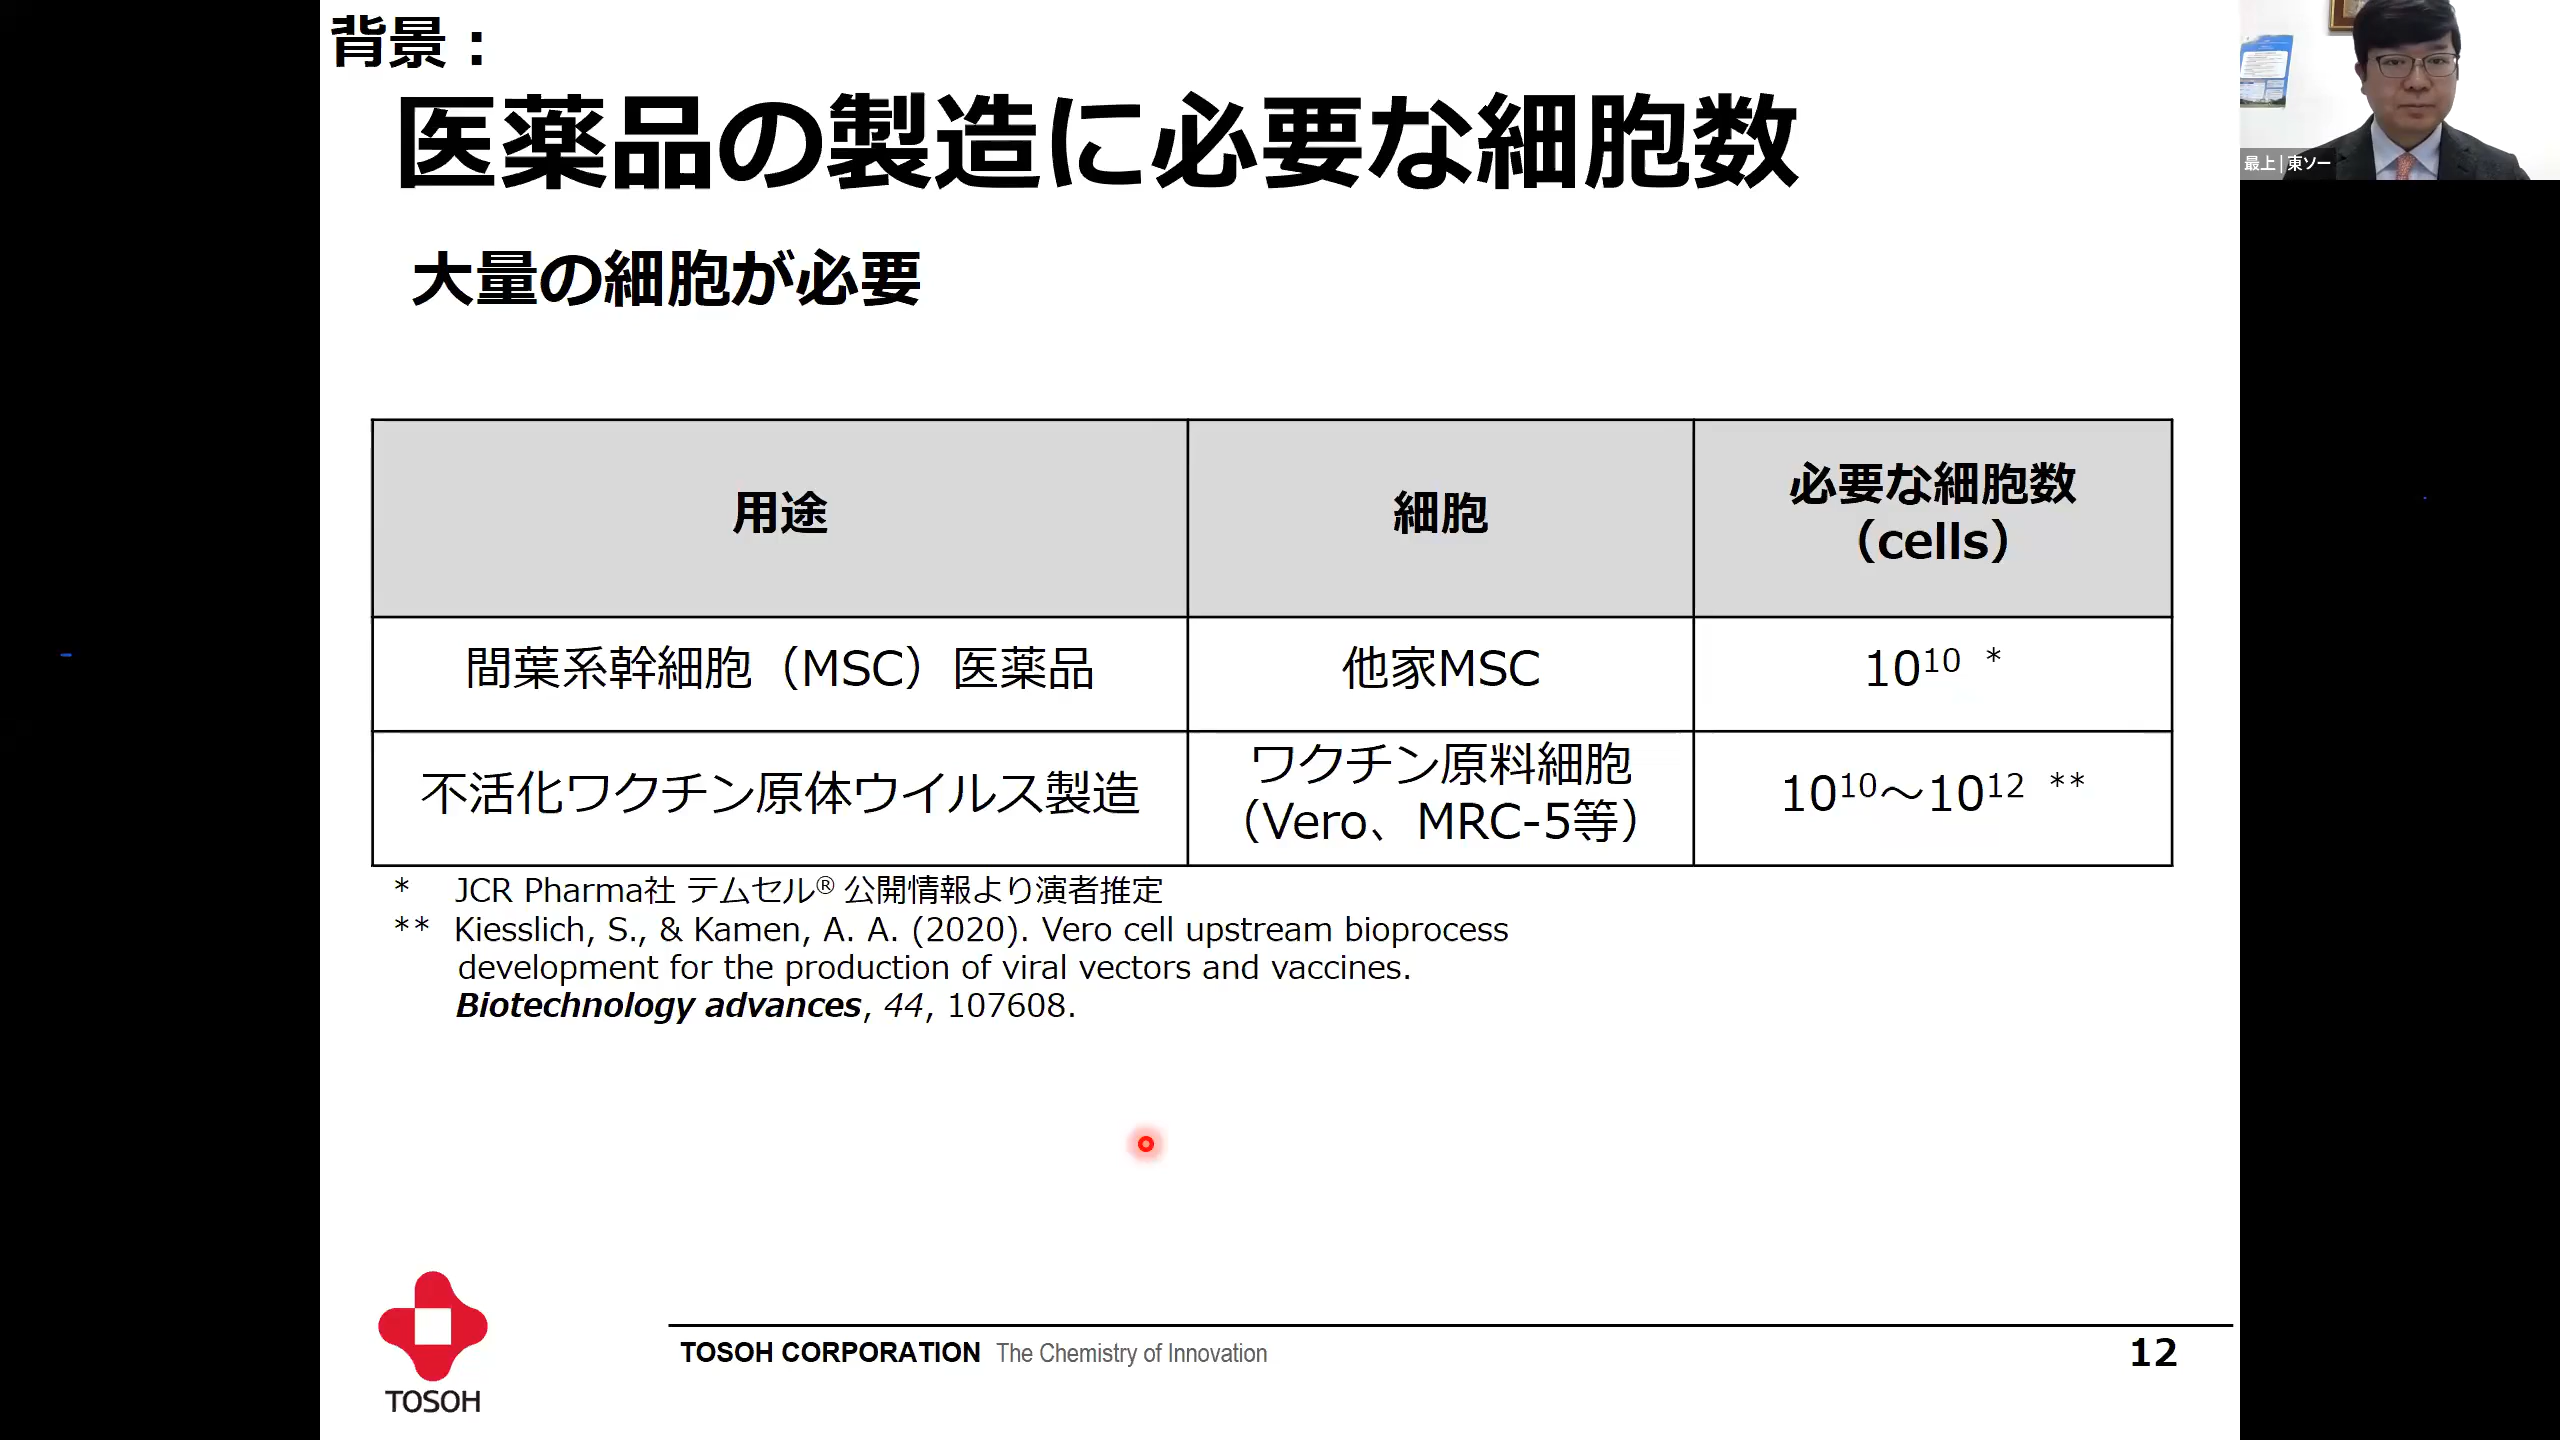 背景：
医薬品の製造に必要な細胞数
大量の細胞が必要
用途
細胞
必要な細胞数
（cells）
間葉系幹細胞（MSC）医薬品
他家MSC
10¹⁰ *
不活化ワクチン原体ウイルス製造
ワクチン原料細胞
（Vero、MRC-5等）
10¹⁰～10¹² **
* JCR Pharma社 テムセル® 公開情報より演者推定
** Kiesslich, S., & Kamen, A. A. (2020). Vero cell upstream bioprocess
development for the production of viral vectors and vaccines.
Biotechnology advances, 44, 107608.
TOSOH
TOSOH CORPORATION The Chemistry of Innovation
12
最上 | 東ソー